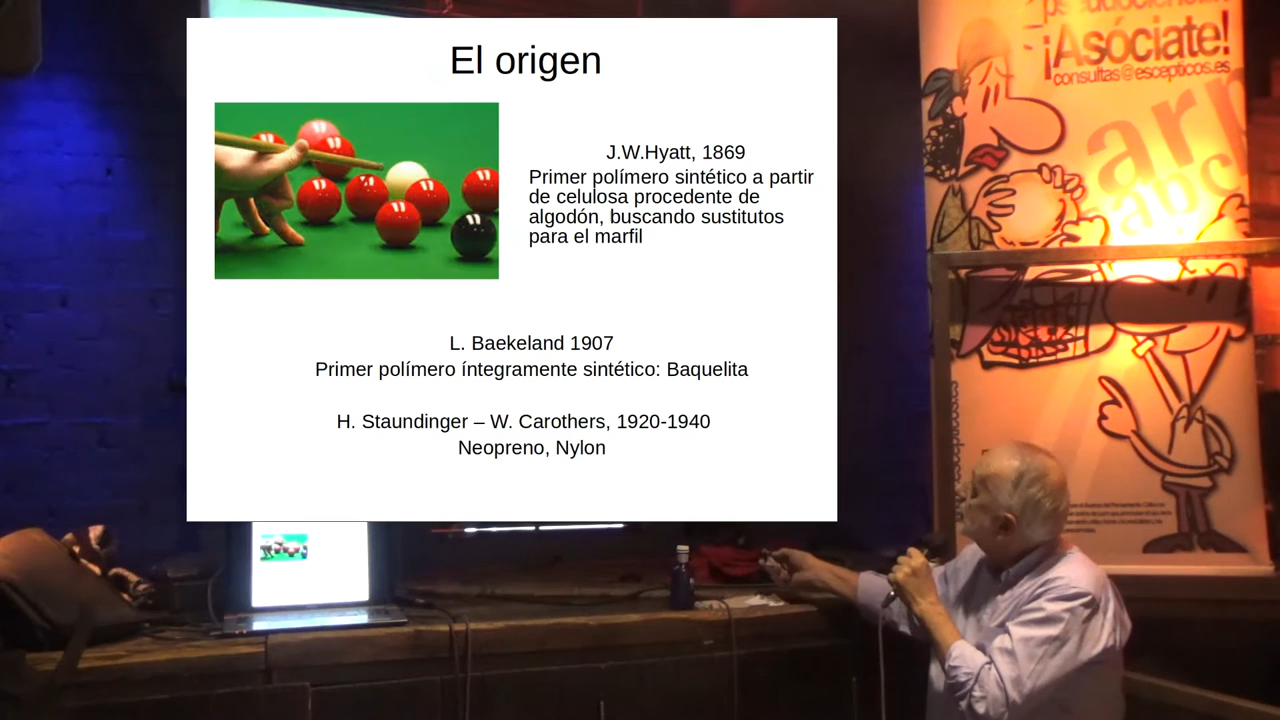 El origen
J.W.Hyatt, 1869
Primer polímero sintético a partir
de celulosa procedente de
algodón, buscando sustitutos
para el marfil
L. Baekeland 1907
Primer polímero íntegramente sintético: Baquelita
H. Staundinger – W. Carothers, 1920-1940
Neopreno, Nylon
¡Asóciate!
consultas@escepticos.es